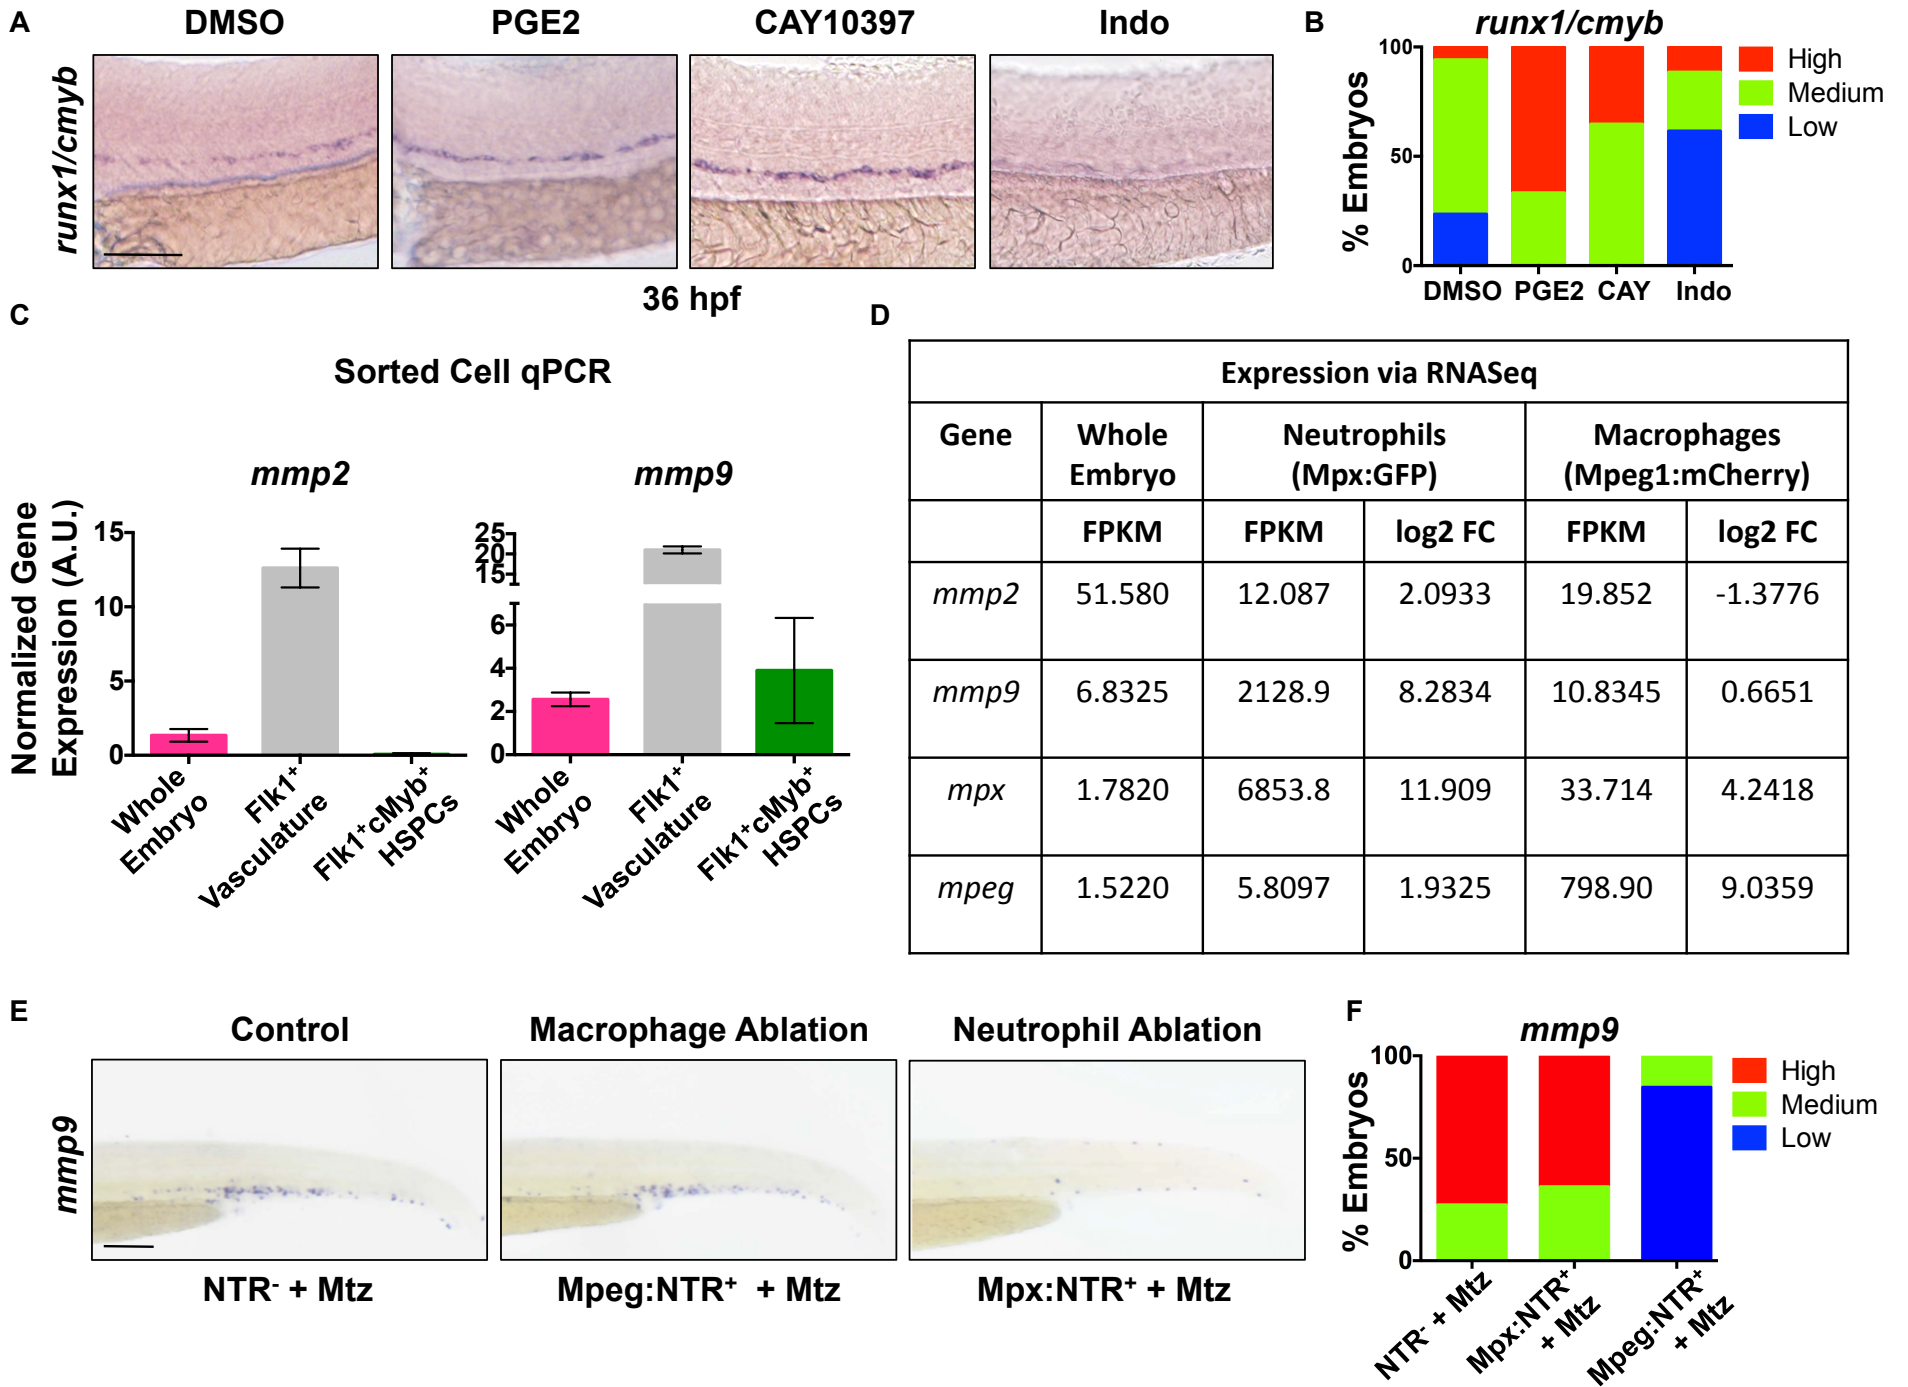 A
DMSO
PGE2
CAY10397
Indo
runx1/cmyb
36 hpf
B
runx1/cmyb
% Embryos
100
50
0
DMSO PGE2 CAY Indo
High
Medium
Low
C
Sorted Cell qPCR
Normalized Gene
Expression (A.U.)
mmp2
15
10
5
0
Whole
Embryo
Flk1+
Vasculature
Flk1+cMyb+
HSPCs
mmp9
25
20
15
6
4
2
0
Whole
Embryo
Flk1+
Vasculature
Flk1+cMyb+
HSPCs
D
Expression via RNASeq
Gene Whole Neutrophils Macrophages
Embryo (Mpx:GFP) (Mpeg1:mCherry)
FPKM FPKM log2 FC FPKM log2 FC
mmp2 51.580 12.087 2.0933 19.852 -1.3776
mmp9 6.8325 2128.9 8.2834 10.8345 0.6651
mpx 1.7820 6853.8 11.909 33.714 4.2418
mpeg 1.5220 5.8097 1.9325 798.90 9.0359
E
Control
Macrophage Ablation
Neutrophil Ablation
mmp9
NTR- + Mtz
Mpeg:NTR+ + Mtz
Mpx:NTR+ + Mtz
F
mmp9
% Embryos
100
50
0
NTR- + Mtz
Mpx:NTR+
+ Mtz
Mpeg:NTR+
+ Mtz
High
Medium
Low